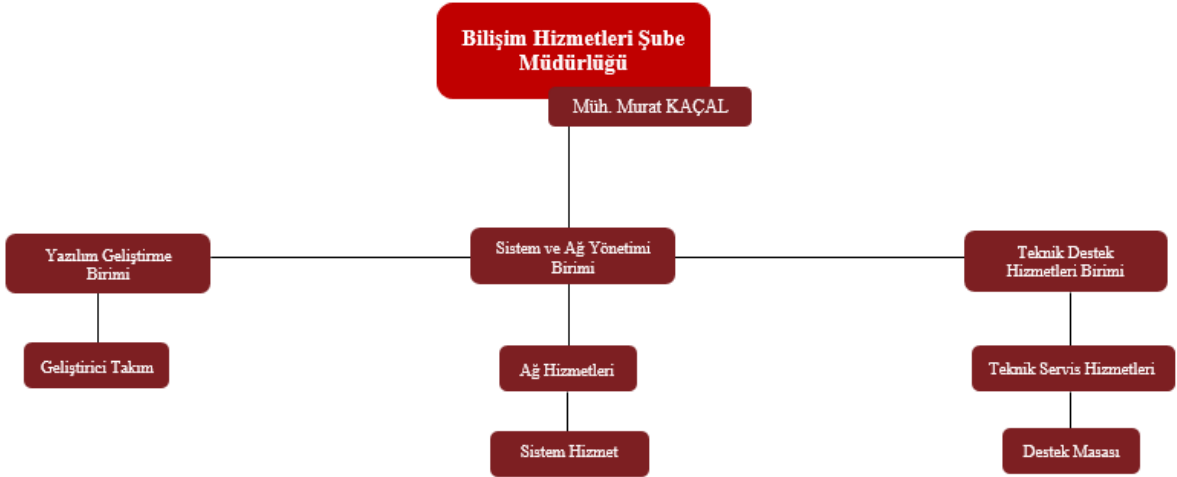 Bilişim Hizmetleri Şube
Müdürlüğü
Müh. Murat KAÇAL
Yazılım Geliştirme
Birimi
Sistem ve Ağ Yönetimi
Birimi
Teknik Destek
Hizmetleri Birimi
Geliştirici Takım
Ağ Hizmetleri
Teknik Servis Hizmetleri
Sistem Hizmet
Destek Masası